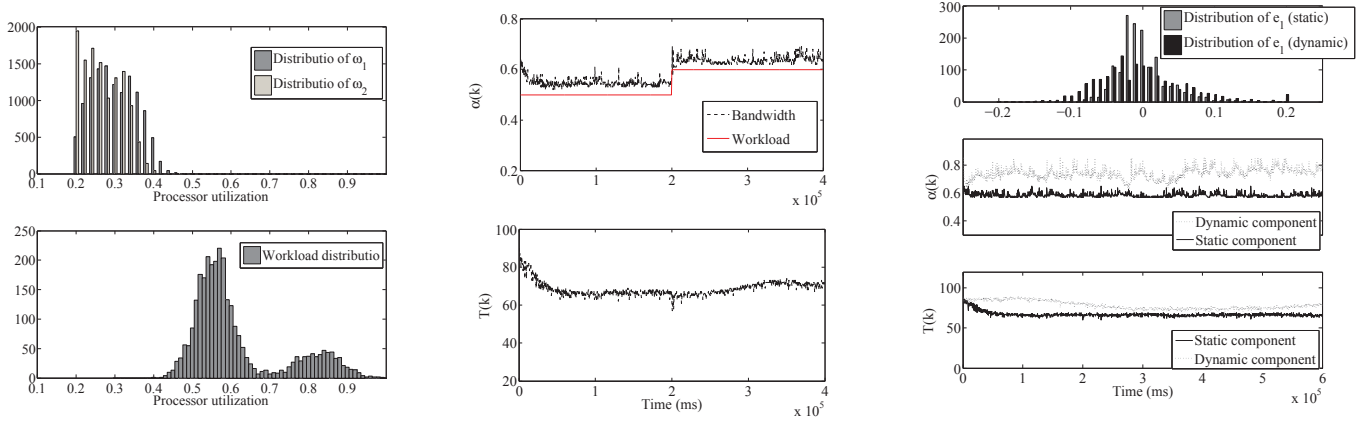 2000
1500
1000
500
0
0.1 0.2 0.3 0.4 0.5 0.6 0.7 0.8 0.9
Processor utilization
Distributio of ω1
Distributio of ω2
250
200
150
100
50
0
0.1 0.2 0.3 0.4 0.5 0.6 0.7 0.8 0.9
Processor utilization
Workload distributio
0.8
0.6
0.4
0.2
α(k)
0 1 2 3 4
x 10^5
Bandwidth
Workload
100
80
60
40
20
T(k)
0 1 2 3 4
Time (ms)
x 10^5
300
200
100
0
-0.2 -0.1 0 0.1 0.2
Distribution of e1 (static)
Distribution of e1 (dynamic)
0.8
0.6
0.4
α(k)
Dynamic component
Static component
100
50
0
T(k)
Static component
Dynamic component
0 1 2 3 4 5 6
Time (ms)
x 10^5